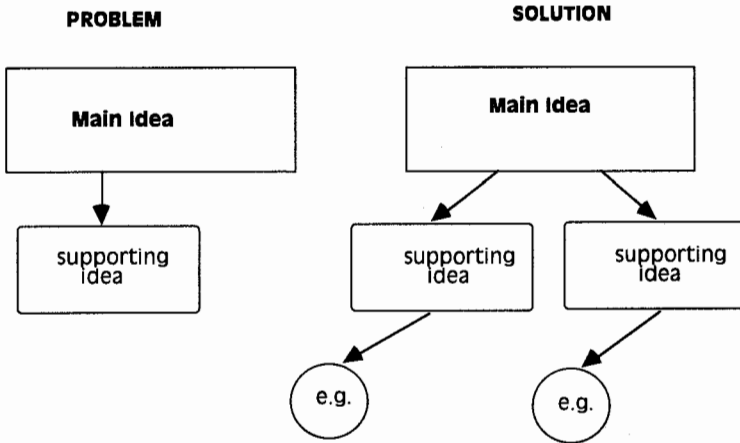 PROBLEM
SOLUTION
Main Idea
Main Idea
supporting
idea
supporting
idea
supporting
idea
e.g.
e.g.